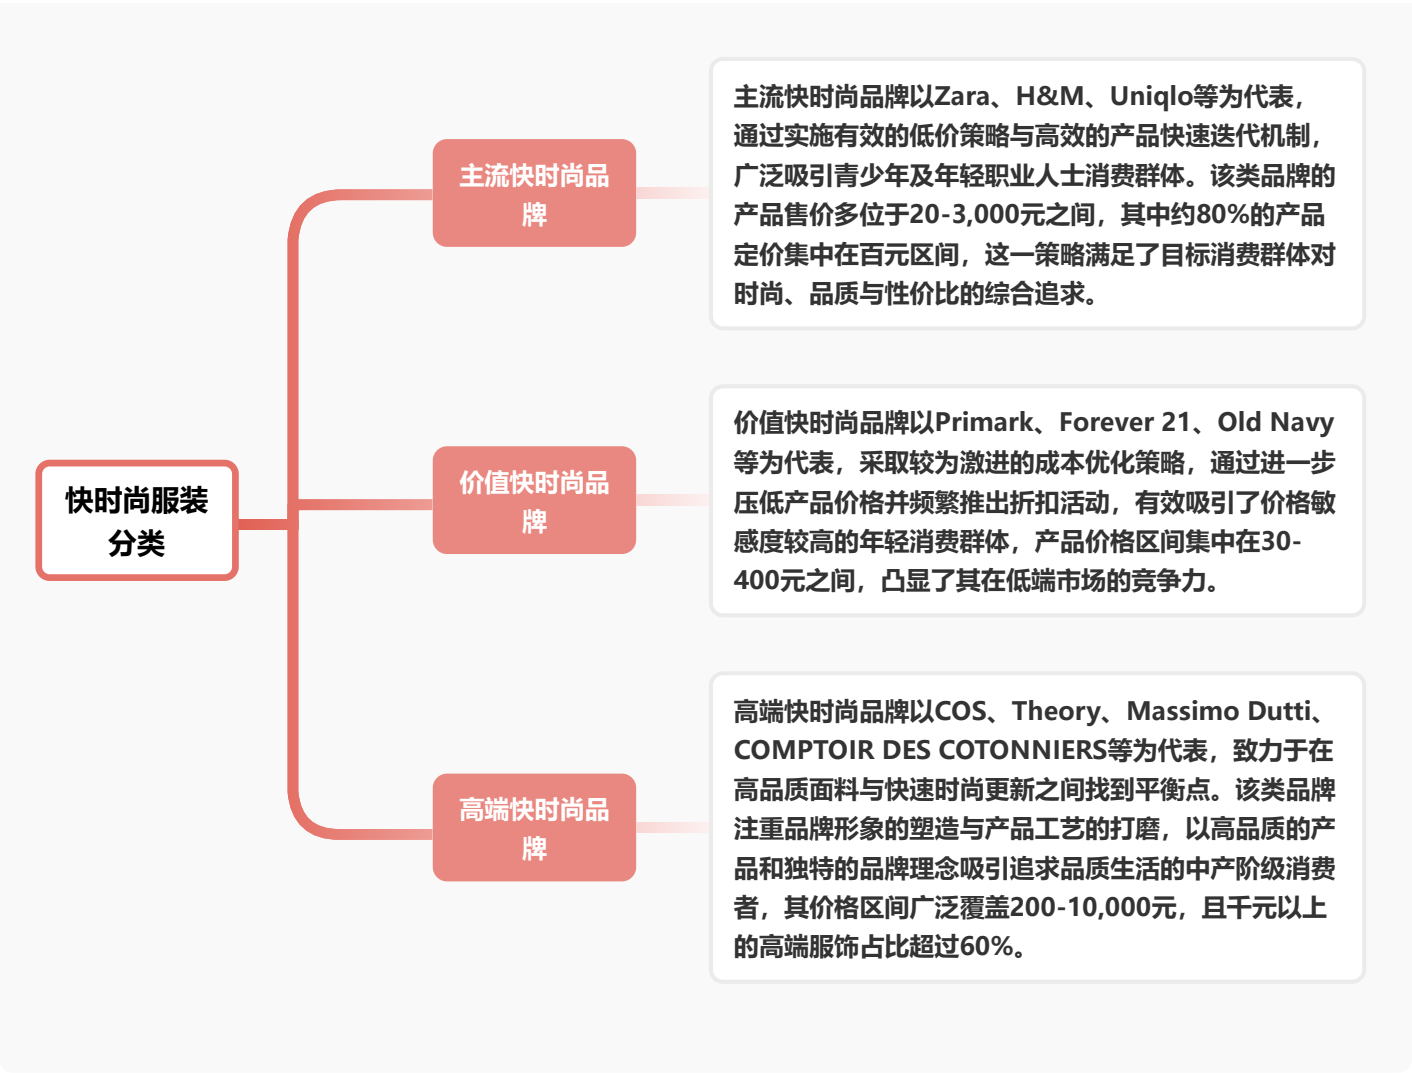 快时尚服装
分类
主流快时尚品
牌
主流快时尚品牌以Zara、H&M、Uniqlo等为代表，
通过实施有效的低价策略与高效的产品快速迭代机制，
广泛吸引青少年及年轻职业人士消费群体。该类品牌的
产品售价多位于20-3,000元之间，其中约80%的产品
定价集中在百元区间，这一策略满足了目标消费群体对
时尚、品质与性价比的综合追求。
价值快时尚品
牌
价值快时尚品牌以Primark、Forever 21、Old Navy
等为代表，采取较为激进的成本优化策略，通过进一步
压低产品价格并频繁推出折扣活动，有效吸引了价格敏
感度较高的年轻消费群体，产品价格区间集中在30-
400元之间，凸显了其在低端市场的竞争力。
高端快时尚品
牌
高端快时尚品牌以COS、Theory、Massimo Dutti、
COMPTOIR DES COTONNIERS等为代表，致力于在
高品质面料与快速时尚更新之间找到平衡点。该类品牌
注重品牌形象的塑造与产品工艺的打磨，以高品质的产
品和独特的品牌理念吸引追求品质生活的中产阶级消费
者，其价格区间广泛覆盖200-10,000元，且千元以上
的高端服饰占比超过60%。